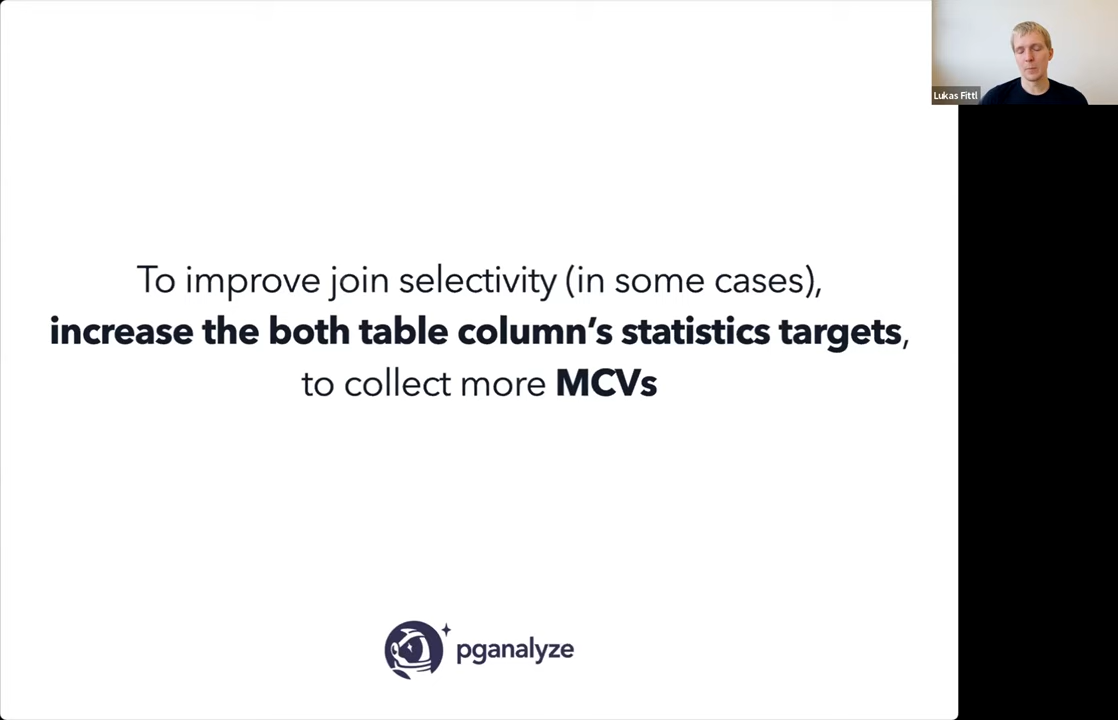 Lukas Fittl
To improve join selectivity (in some cases),
increase the both table column's statistics targets,
to collect more MCVs
pganalyze